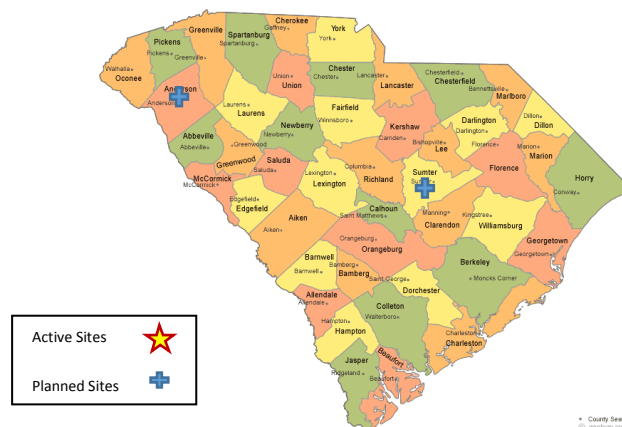 Cherokee
Gaffney
York
York
Spartanburg
Spartanburg
Greenville
Greenville
Pickens
Pickens
Walhalla
Oconee
Anderson
Union
Union
Chester
Chester
Lancaster
Lancaster
Chesterfield
Chesterfield
Bennettsville
Marlboro
Laurens
Laurens
Fairfield
Winnsboro
Kershaw
Camden
Darlington
Darlington
Dillon
Dillon
Abbeville
Abbeville
Newberry
Newberry
Bishopville
Lee
Florence
Florence
Marion
Marion
Greenwood
Greenwood
Saluda
Saluda
Columbia
Richland
Sumter
Horry
Conway
McCormick
McCormick
Lexington
Lexington
Edgefield
Edgefield
Calhoun
Saint Matthews
Manning
Clarendon
Kingstree
Williamsburg
Aiken
Aiken
Orangeburg
Orangeburg
Georgetown
Georgetown
Barnwell
Barnwell
Bamberg
Bamberg
Saint George
Berkeley
Moncks Corner
Dorchester
Allendale
Allendale
Colleton
Walterboro
Hampton
Hampton
Charleston
Charleston
Jasper
Ridgeland
Beaufort
Beaufort
Active Sites
Planned Sites
County Seat